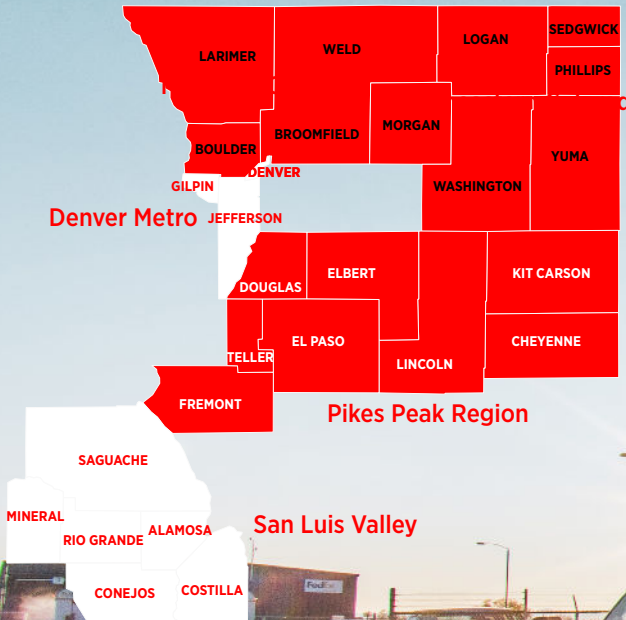 SEDGWICK
LOGAN
WELD
LARIMER
PHILLIPS
MORGAN
BROOMFIELD
BOULDER
YUMA
DENVER
GILPIN
WASHINGTON
Denver Metro
JEFFERSON
ELBERT
KIT CARSON
DOUGLAS
EL PASO
CHEYENNE
TELLER
LINCOLN
FREMONT
Pikes Peak Region
SAGUACHE
MINERAL
San Luis Valley
ALAMOSA
RIO GRANDE
FedEx
CONEJOS
COSTILLA